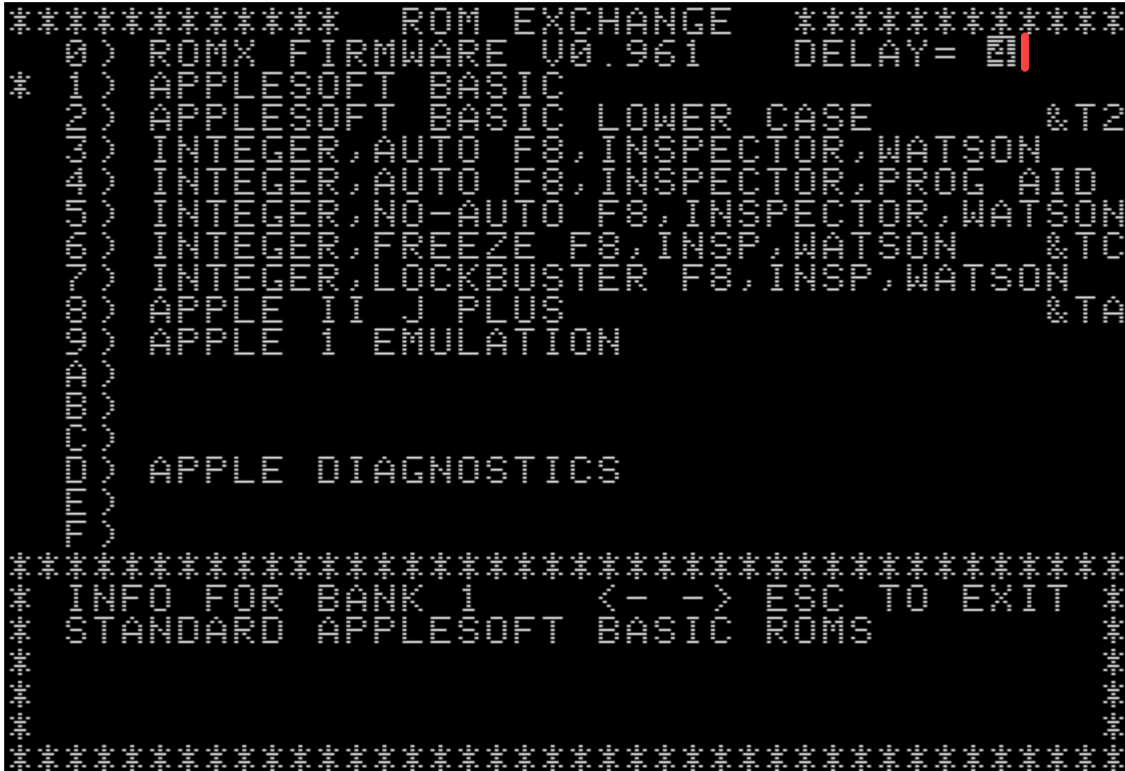 ************  ROM EXCHANGE  ************
0) ROMX FIRMWARE V0.961   DELAY=
* 1) APPLESOFT BASIC
2) APPLESOFT BASIC LOWER CASE      &T2
3) INTEGER,AUTO F8,INSPECTOR,WATSON
4) INTEGER,AUTO F8,INSPECTOR,PROG AID
5) INTEGER,NO-AUTO F8,INSPECTOR,WATSON
6) INTEGER,FREEZE F8,INSP,WATSON   &TC
7) INTEGER,LOCKBUSTER F8,INSP,WATSON
8) APPLE II J PLUS                 &TA
9) APPLE 1 EMULATION
A)
B)
C)
D) APPLE DIAGNOSTICS
E)
F)
****************************************
* INFO FOR BANK 1    <- -> ESC TO EXIT *
* STANDARD APPLESOFT BASIC ROMS        *
*                                      *
*                                      *
*                                      *
****************************************